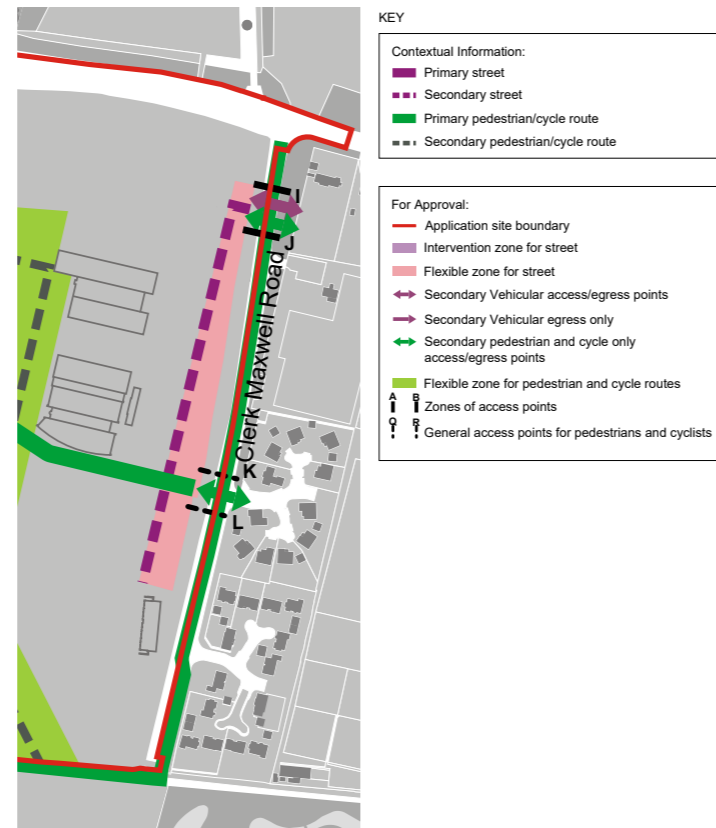 I
J
Clerk Maxwell Road
K
L
KEY
Contextual Information:
Primary street
Secondary street
Primary pedestrian/cycle route
Secondary pedestrian/cycle route
For Approval:
Application site boundary
Intervention zone for street
Flexible zone for street
Secondary Vehicular access/egress points
Secondary Vehicular egress only
Secondary pedestrian and cycle only
access/egress points
Flexible zone for pedestrian and cycle routes
A B
Zones of access points
Q R
General access points for pedestrians and cyclists